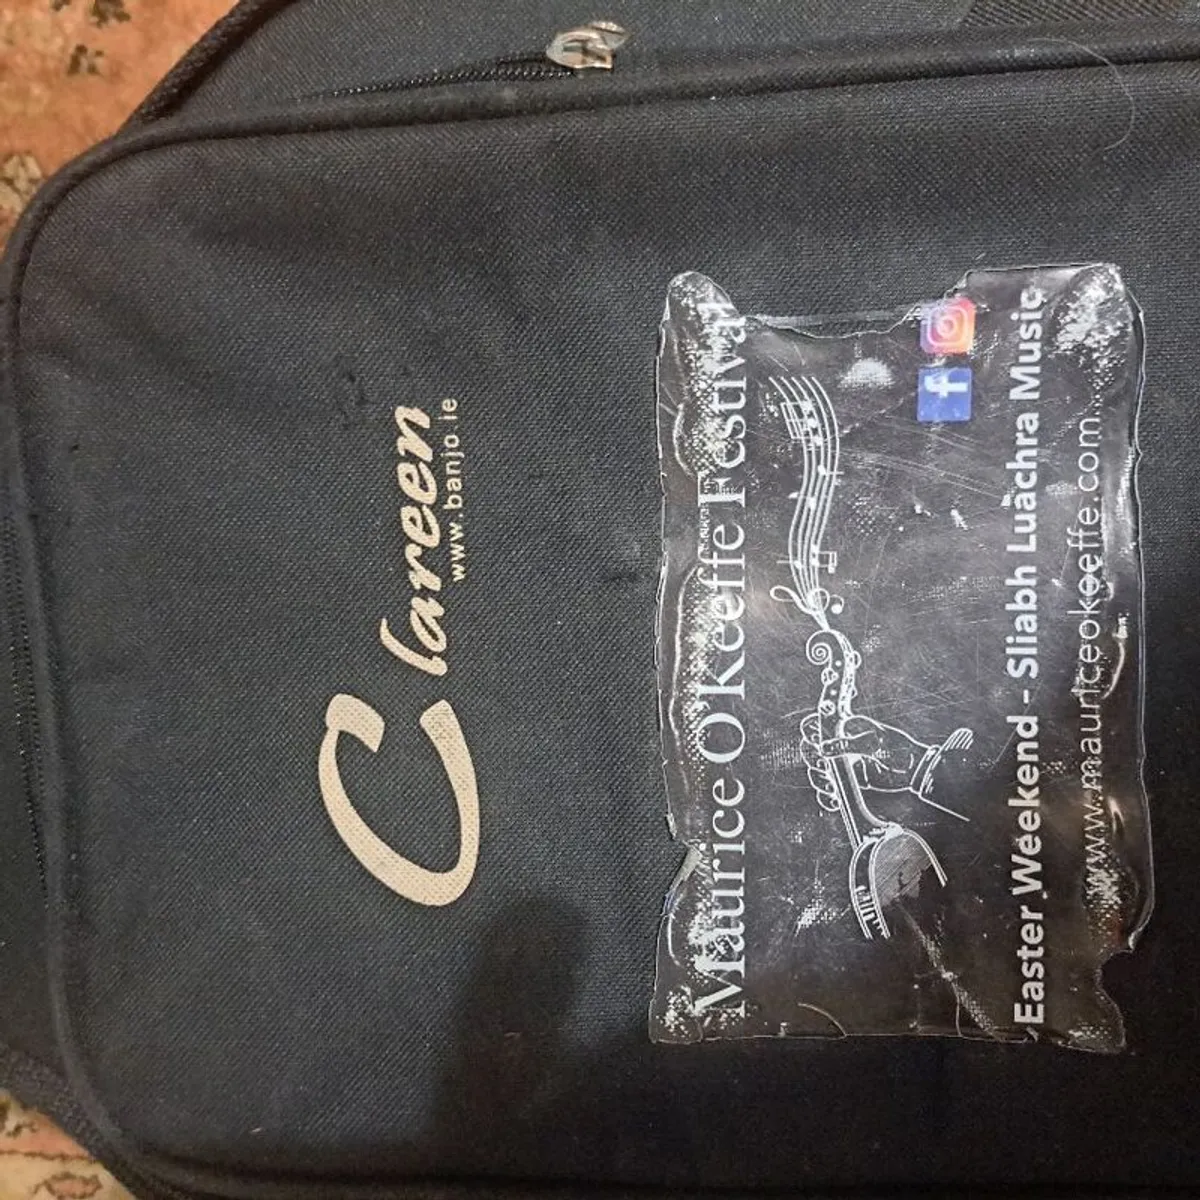 Clareen
www.banjo.ie
Maurice O'Keeffe Festival
Easter Weekend - Sliabh Luachra Music
www.mauriceokeeffe.com